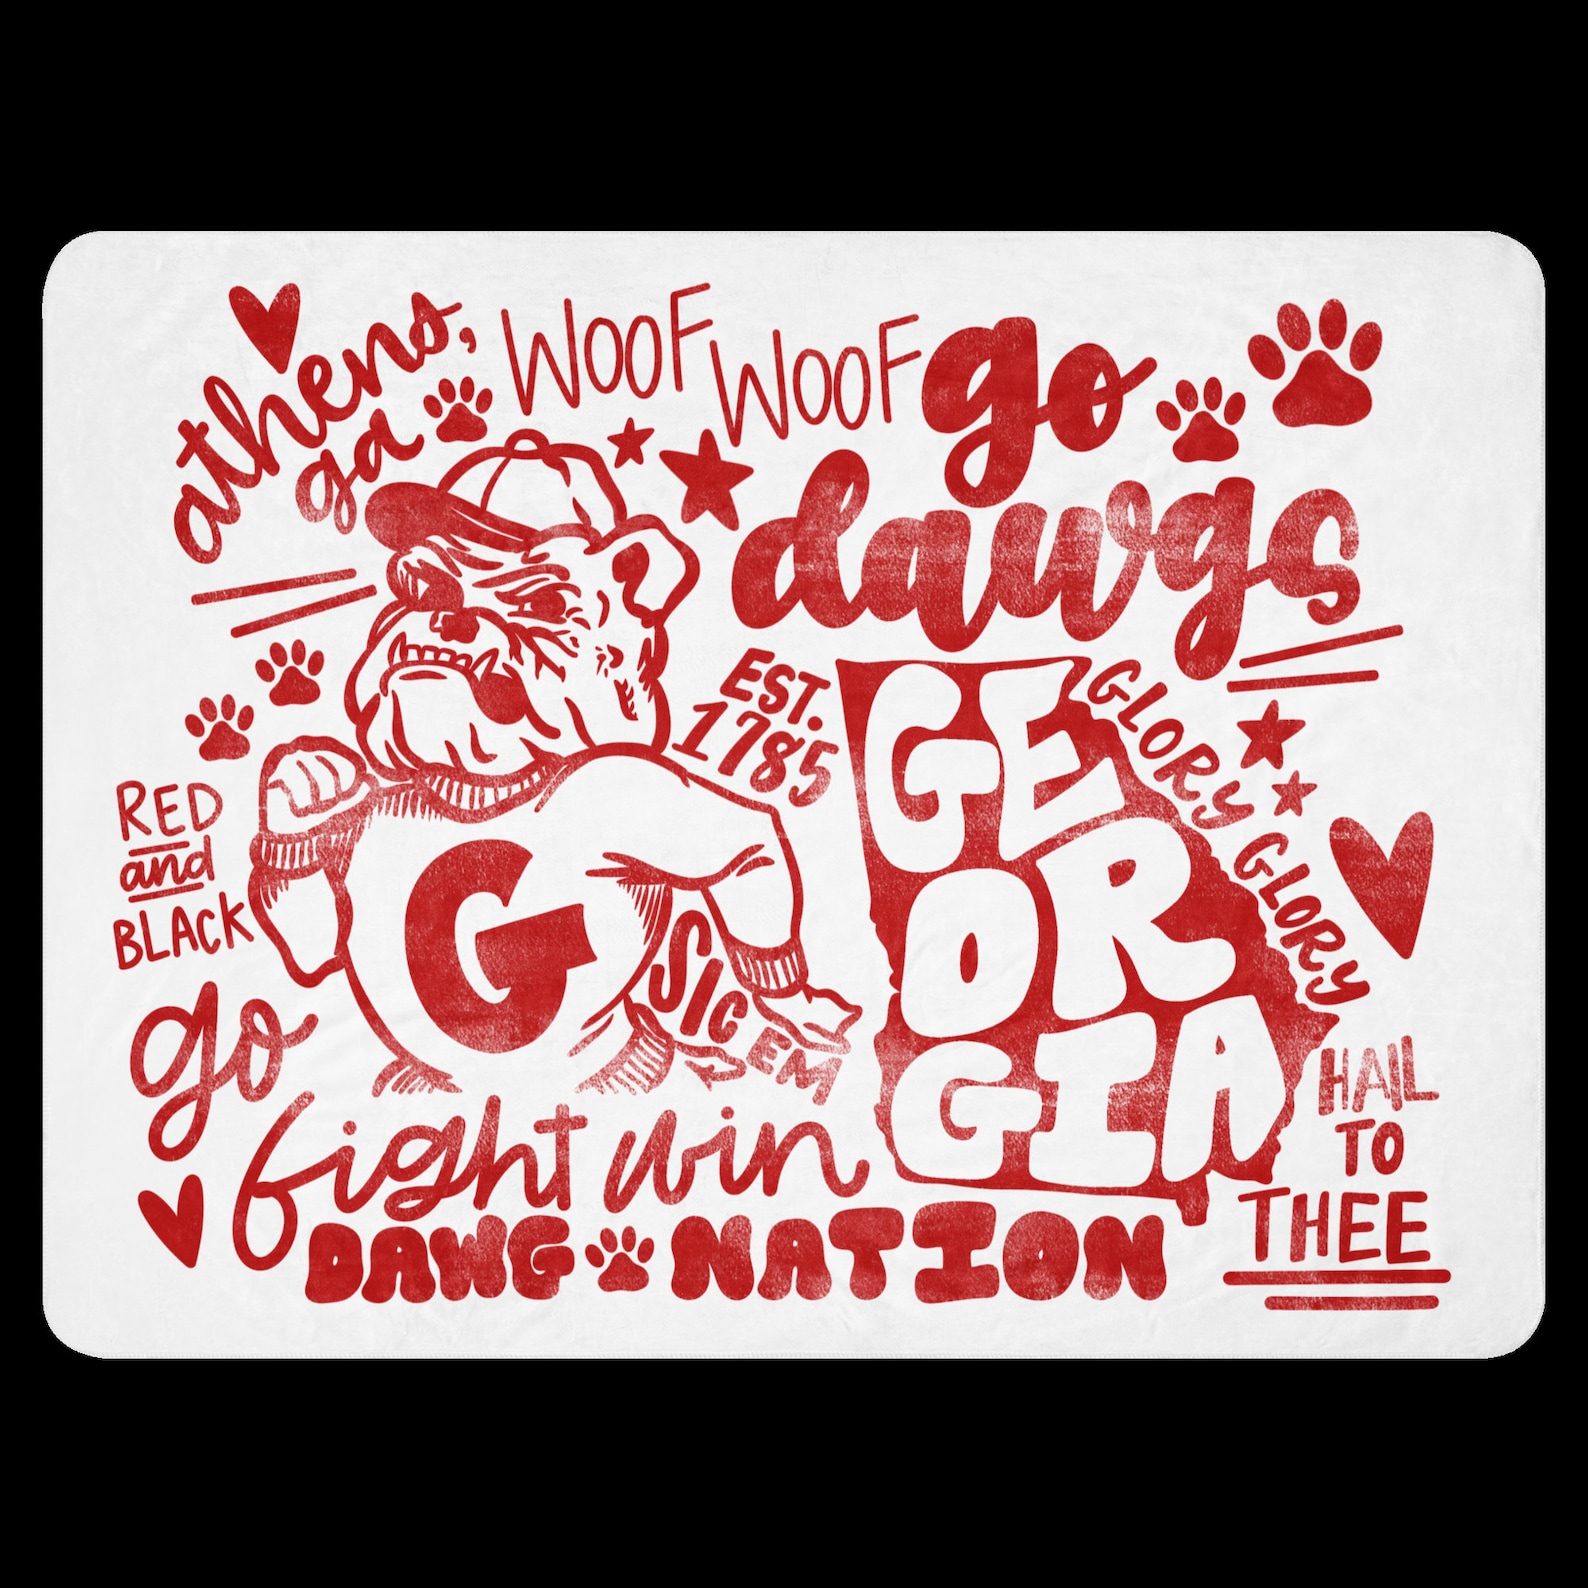 athens,
ga
WOOF WOOF
go
dawgs
EST.
1785
GLORY GLORY
GE
OR
GIA
RED
and
BLACK
G
SIC
EM
go
fight win
DAWG NATION
HAIL
TO
THEE